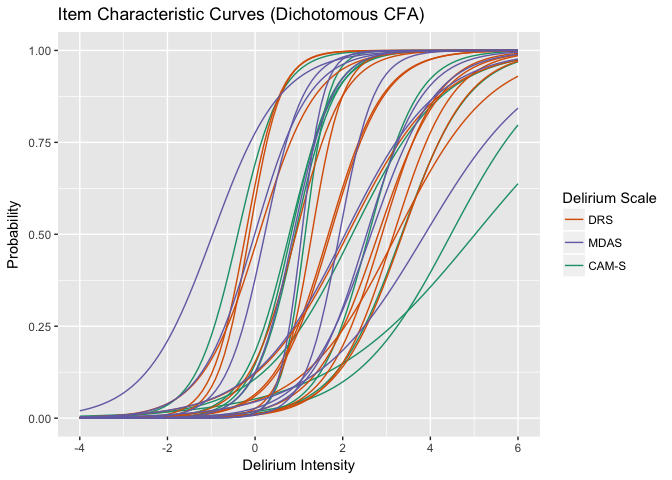 Item Characteristic Curves (Dichotomous CFA)
1.00
0.75
0.50
0.25
0.00
Probability
-4
-2
0
2
4
6
Delirium Intensity
Delirium Scale
DRS
MDAS
CAM-S